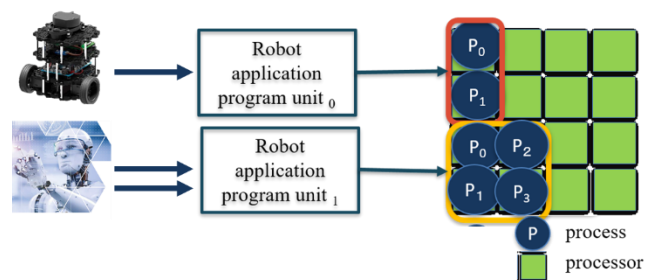 Robot
application
program unit 0
P0
P1
Robot
application
program unit 1
P0
P2
P1
P3
P
process
processor